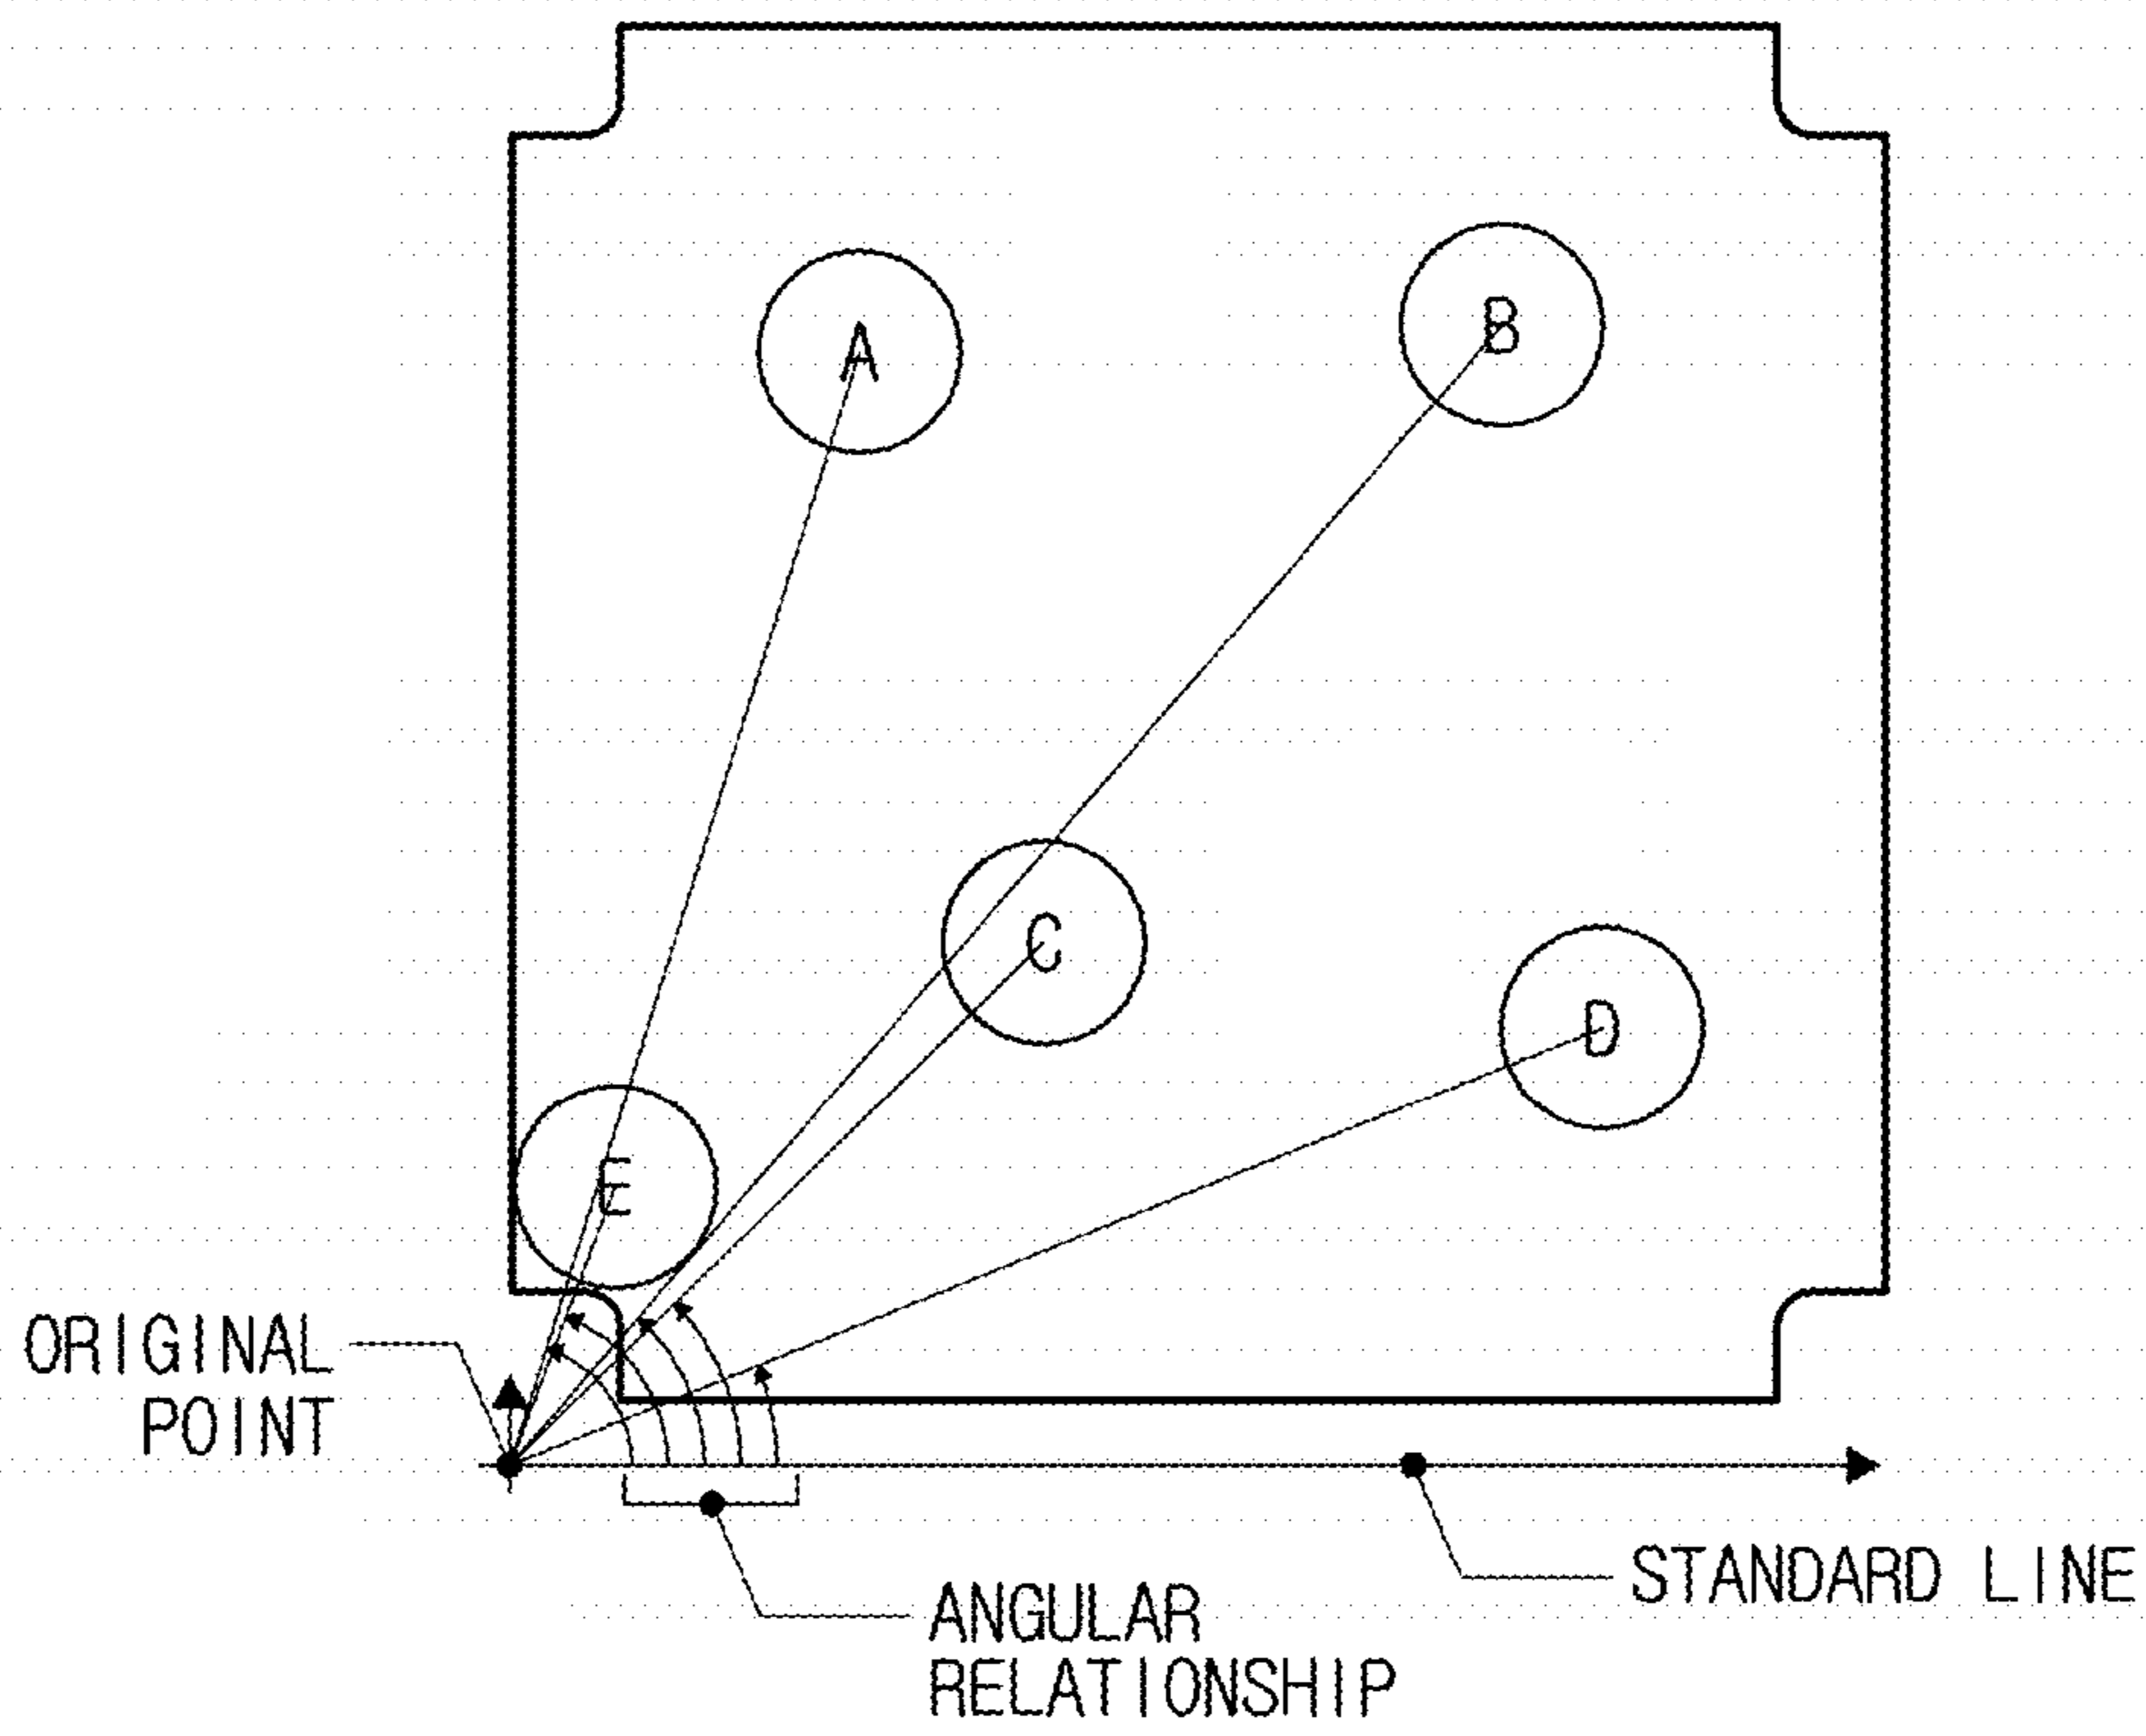 A
B
C
D
E
ORIGINAL
POINT
STANDARD LINE
ANGULAR
RELATIONSHIP